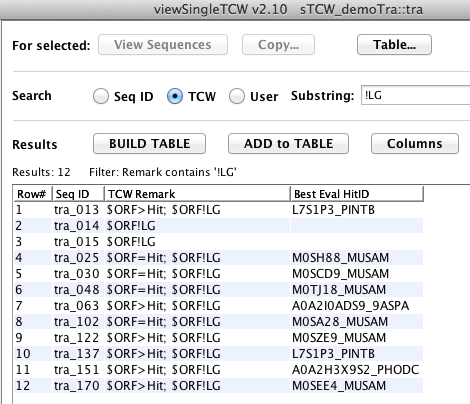 viewSingleTCW v2.10 sTCW_demoTra::tra
For selected: View Sequences Copy... Table...
Search Seq ID TCW User Substring: !LG
Results BUILD TABLE ADD to TABLE Columns
Results: 12 Filter: Remark contains '!LG'
Row# Seq ID TCW Remark Best Eval HitID
1 tra_013 $ORF>Hit; $ORF!LG L7S1P3_PINTB
2 tra_014 $ORF!LG
3 tra_015 $ORF!LG
4 tra_025 $ORF=Hit; $ORF!LG M0SH88_MUSAM
5 tra_030 $ORF=Hit; $ORF!LG M0SCD9_MUSAM
6 tra_048 $ORF=Hit; $ORF!LG M0TJ18_MUSAM
7 tra_063 $ORF>Hit; $ORF!LG A0A2I0ADS9_9ASPA
8 tra_102 $ORF=Hit; $ORF!LG M0SA28_MUSAM
9 tra_122 $ORF>Hit; $ORF!LG M0SZE9_MUSAM
10 tra_137 $ORF>Hit; $ORF!LG L7S1P3_PINTB
11 tra_151 $ORF>Hit; $ORF!LG A0A2H3X9S2_PHODC
12 tra_170 $ORF=Hit; $ORF!LG M0SEE4_MUSAM